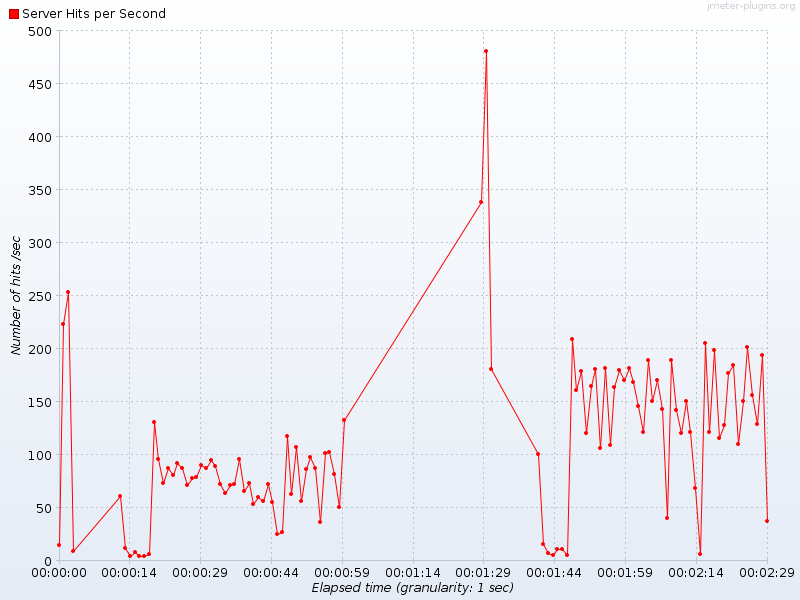 Server Hits per Second
jmeter-plugins.org
500
450
400
350
300
250
200
150
100
50
0
Number of hits /sec
00:00:00 00:00:14 00:00:29 00:00:44 00:00:59 00:01:14 00:01:29 00:01:44 00:01:59 00:02:14 00:02:29
Elapsed time (granularity: 1 sec)